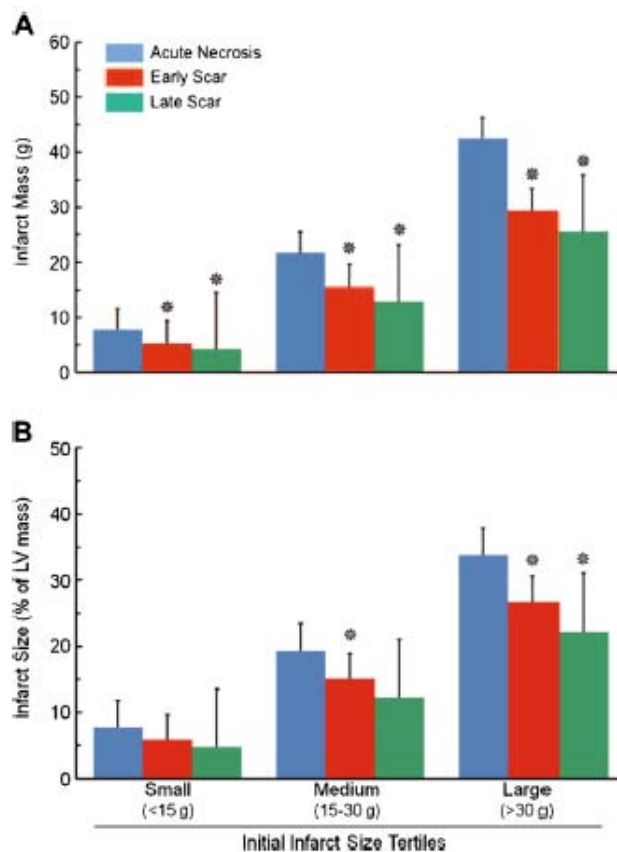 A
60
50
40
30
20
10
0
Infarct Mass (g)
Acute Necrosis
Early Scar
Late Scar
* * * * * *
B
50
40
30
20
10
0
Infarct Size (% of LV mass)
* * *
Small Medium Large
(<15 g) (15-30 g) (>30 g)
Initial Infarct Size Tertiles